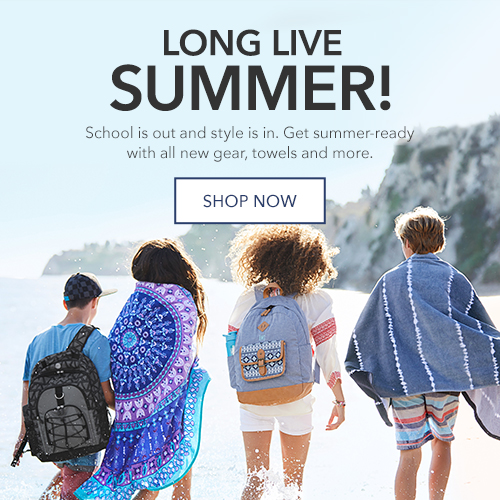 LONG LIVE
SUMMER!
School is out and style is in. Get summer-ready
with all new gear, towels and more.
SHOP NOW